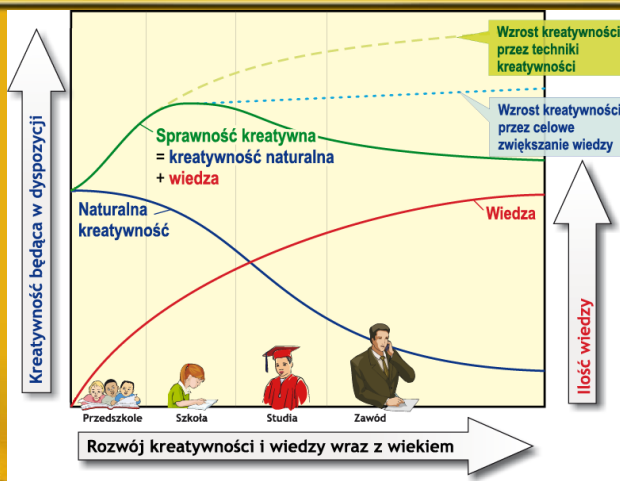 Wzrost kreatywności
przez techniki
kreatywności
Wzrost kreatywności
przez celowe
zwiększanie wiedzy
Kreatywność będąca w dyspozycji
Sprawność kreatywna
= kreatywność naturalna
+ wiedza
Naturalna
kreatywność
Wiedza
Ilość wiedzy
Przedszkole
Szkoła
Studia
Zawód
Rozwój kreatywności i wiedzy wraz z wiekiem